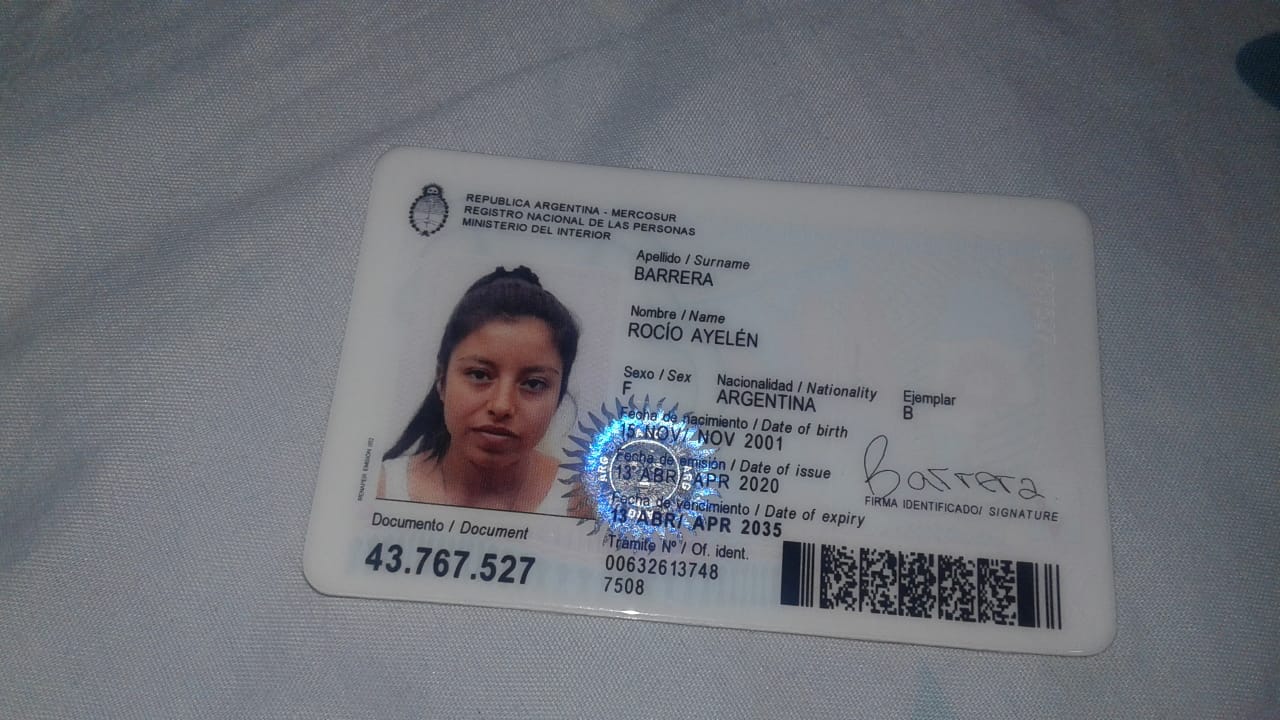 REPUBLICA ARGENTINA - MERCOSUR
REGISTRO NACIONAL DE LAS PERSONAS
MINISTERIO DEL INTERIOR
Apellido / Surname
BARRERA
Nombre / Name
ROCÍO AYELÉN
Sexo / Sex
F
Nacionalidad / Nationality
ARGENTINA
Ejemplar
B
Fecha de nacimiento / Date of birth
15 NOV/ NOV 2001
Fecha de emisión / Date of issue
13 ABR/ APR 2020
Fecha de vencimiento / Date of expiry
13 ABR/ APR 2035
Barrera
FIRMA IDENTIFICADO/ SIGNATURE
Documento / Document
43.767.527
Trámite Nº / Of. ident.
00632613748
7508